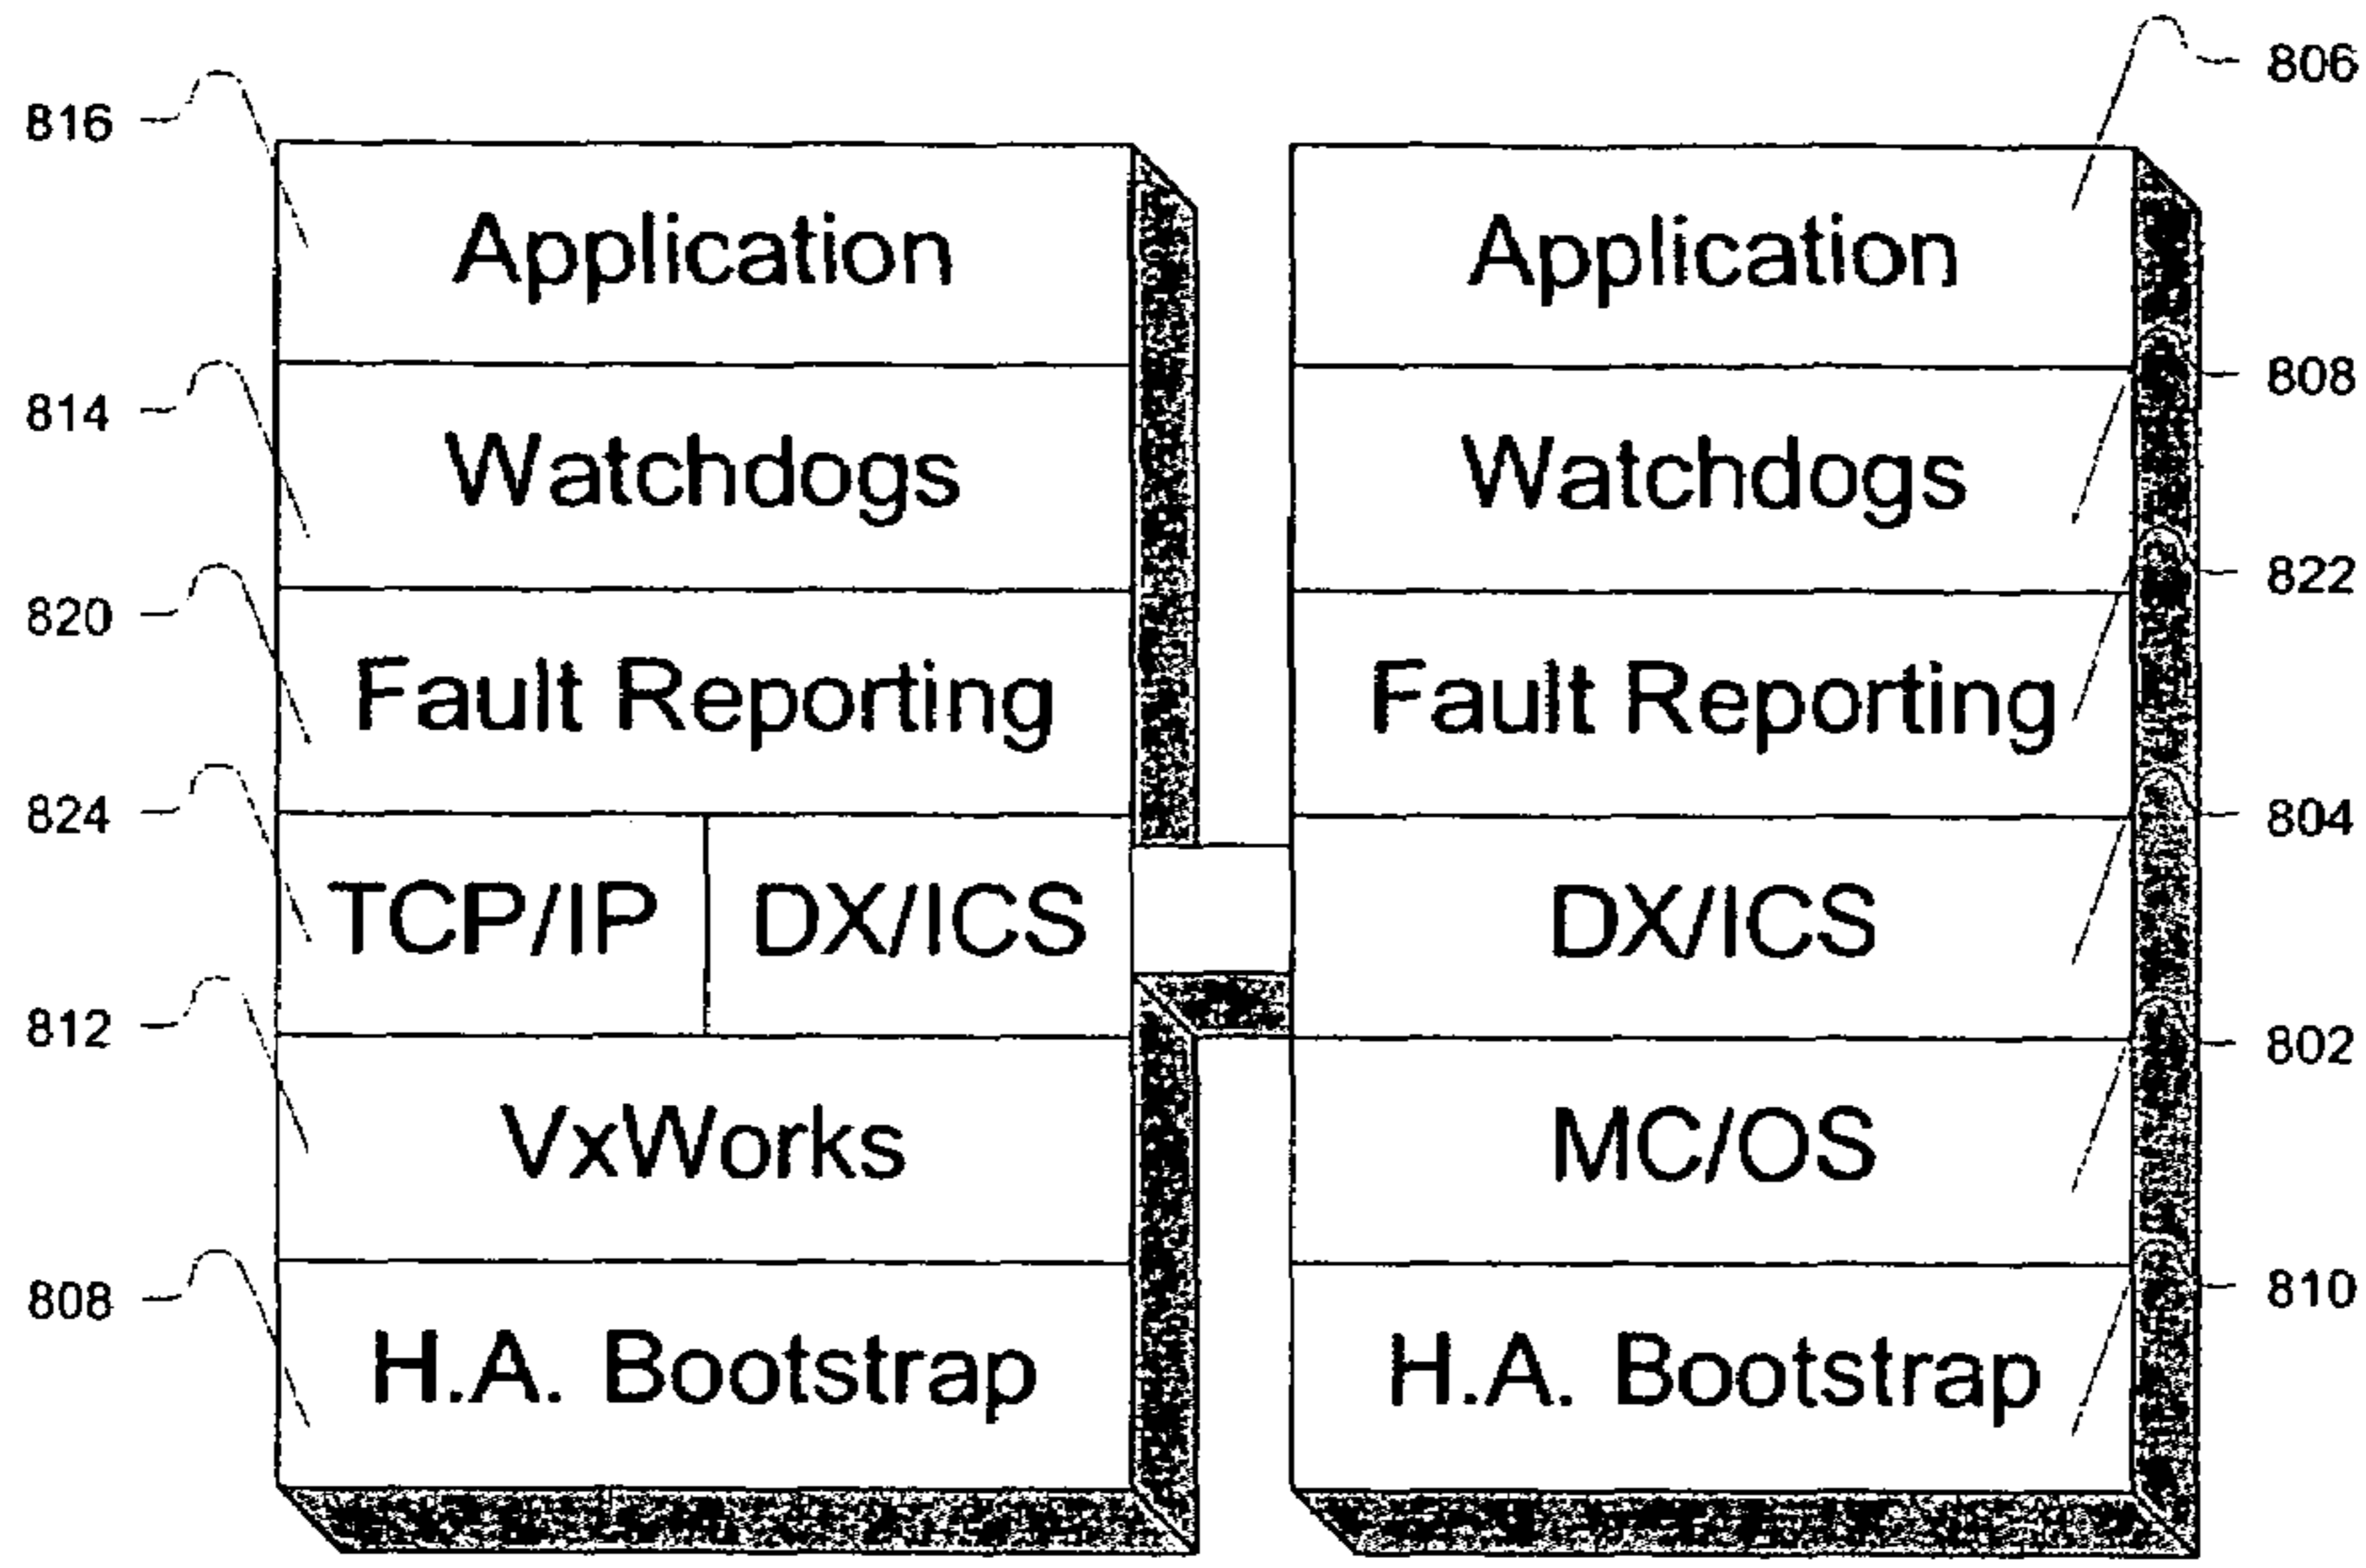 806
816
Application
Application
808
814
Watchdogs
Watchdogs
822
820
Fault Reporting
Fault Reporting
824
804
TCP/IP
DX/ICS
DX/ICS
812
802
VxWorks
MC/OS
808
810
H.A. Bootstrap
H.A. Bootstrap